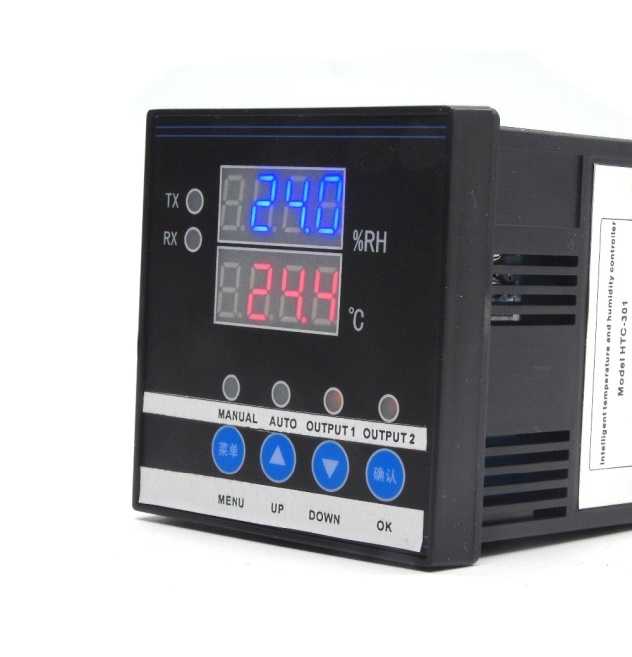 TX
24.0
RX
%RH
24.4
°C
MANUAL AUTO OUTPUT 1 OUTPUT 2
菜单 确认
MENU UP DOWN OK
Intelligent temperature and humidity controller
Model HTC-301